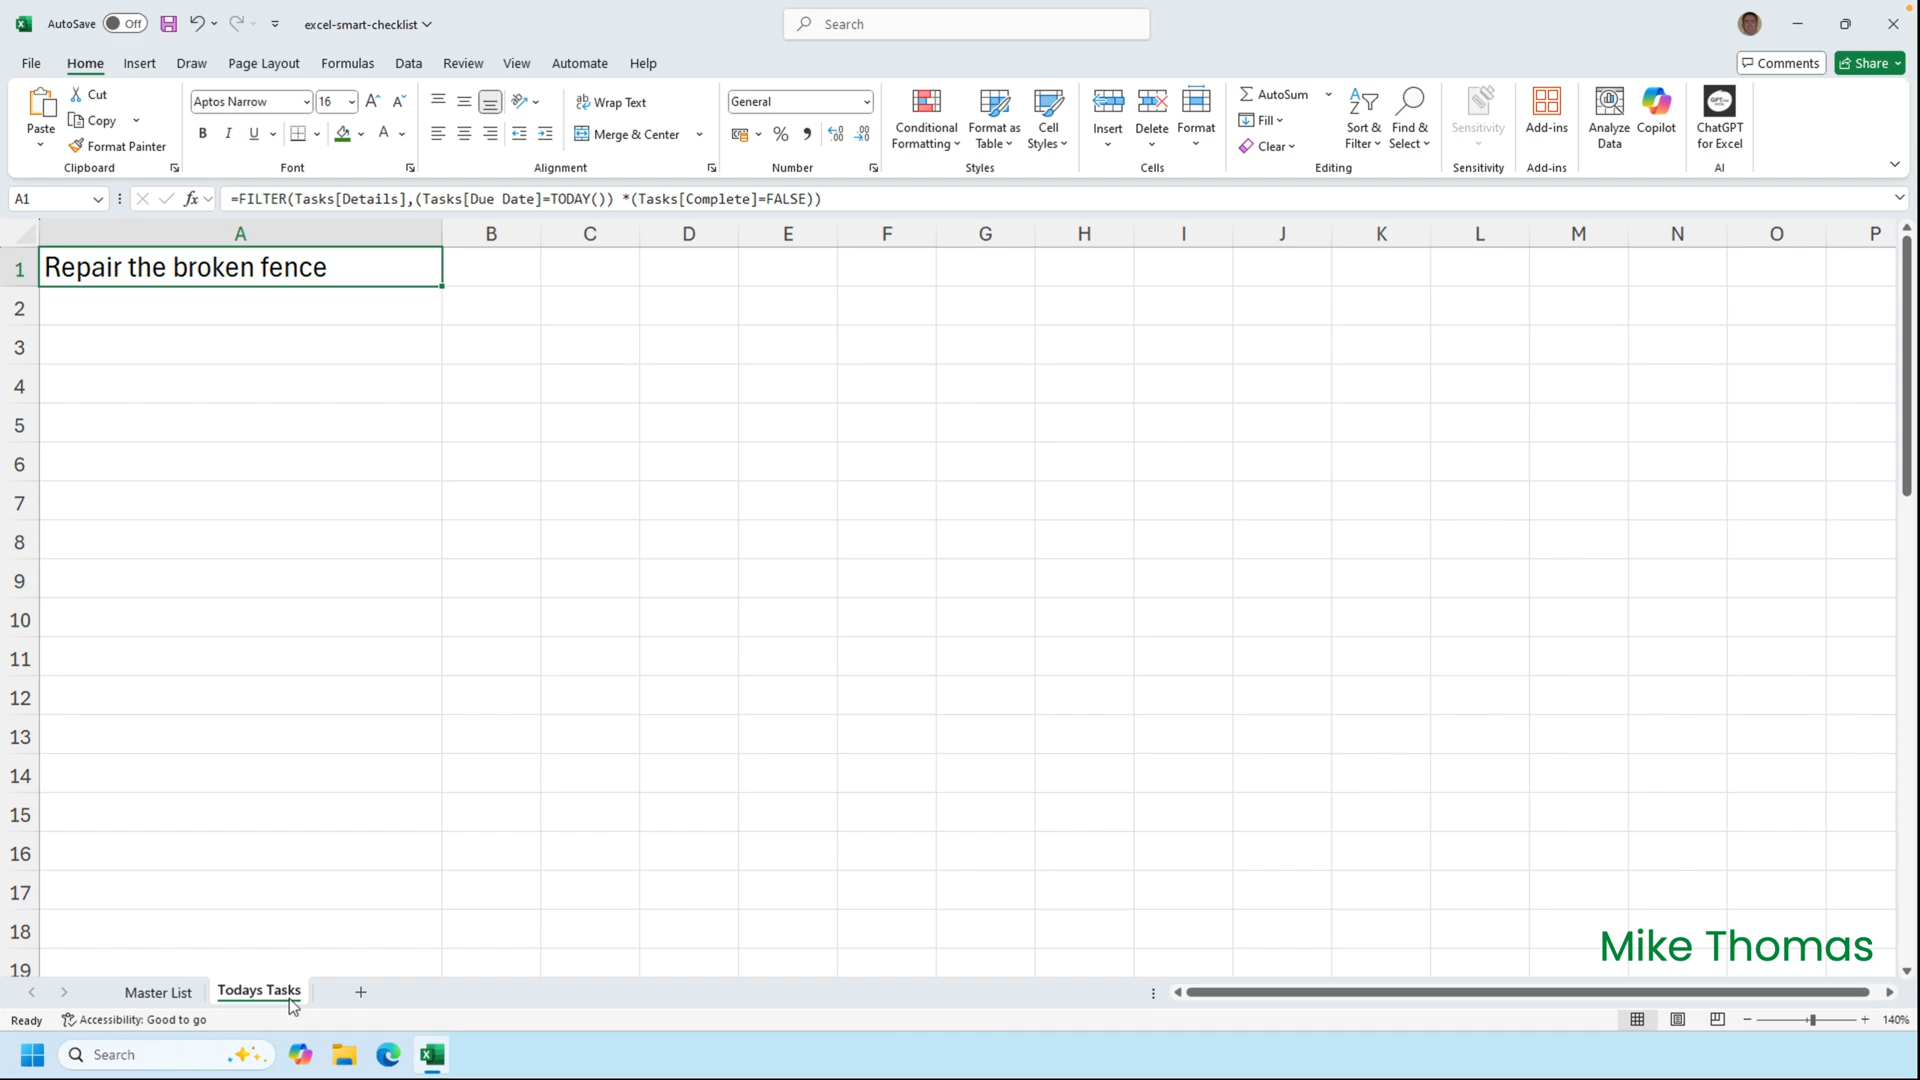 AutoSave Off excel-smart-checklist Search
File Home Insert Draw Page Layout Formulas Data Review View Automate Help Comments Share
Paste Cut Copy Format Painter Clipboard
Aptos Narrow 16 B I U A Font
Wrap Text Merge & Center Alignment
General % Number
Conditional Formatting Format as Table Cell Styles Styles
Insert Delete Format Cells
AutoSum Fill Clear Sort & Filter Find & Select Editing
Sensitivity Sensitivity
Add-ins Add-ins
Analyze Data Copilot
ChatGPT for Excel AI
A1 fx =FILTER(Tasks[Details],(Tasks[Due Date]=TODAY()) *(Tasks[Complete]=FALSE))
A B C D E F G H I J K L M N O P
1 Repair the broken fence
2
3
4
5
6
7
8
9
10
11
12
13
14
15
16
17
18
19
Mike Thomas
Master List Todays Tasks
Ready Accessibility: Good to go 140%
Search